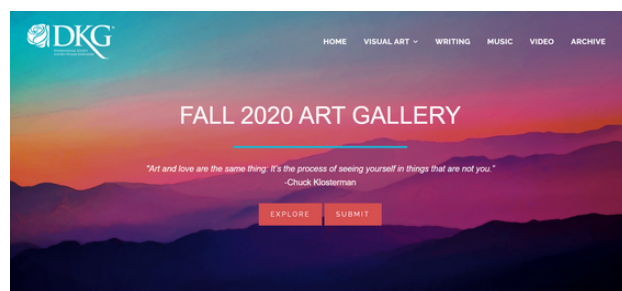 DKG
HOME VISUAL ART WRITING MUSIC VIDEO ARCHIVE
FALL 2020 ART GALLERY
"Art and love are the same thing: It's the process of seeing yourself in things that are not you."
-Chuck Klosterman
EXPLORE SUBMIT